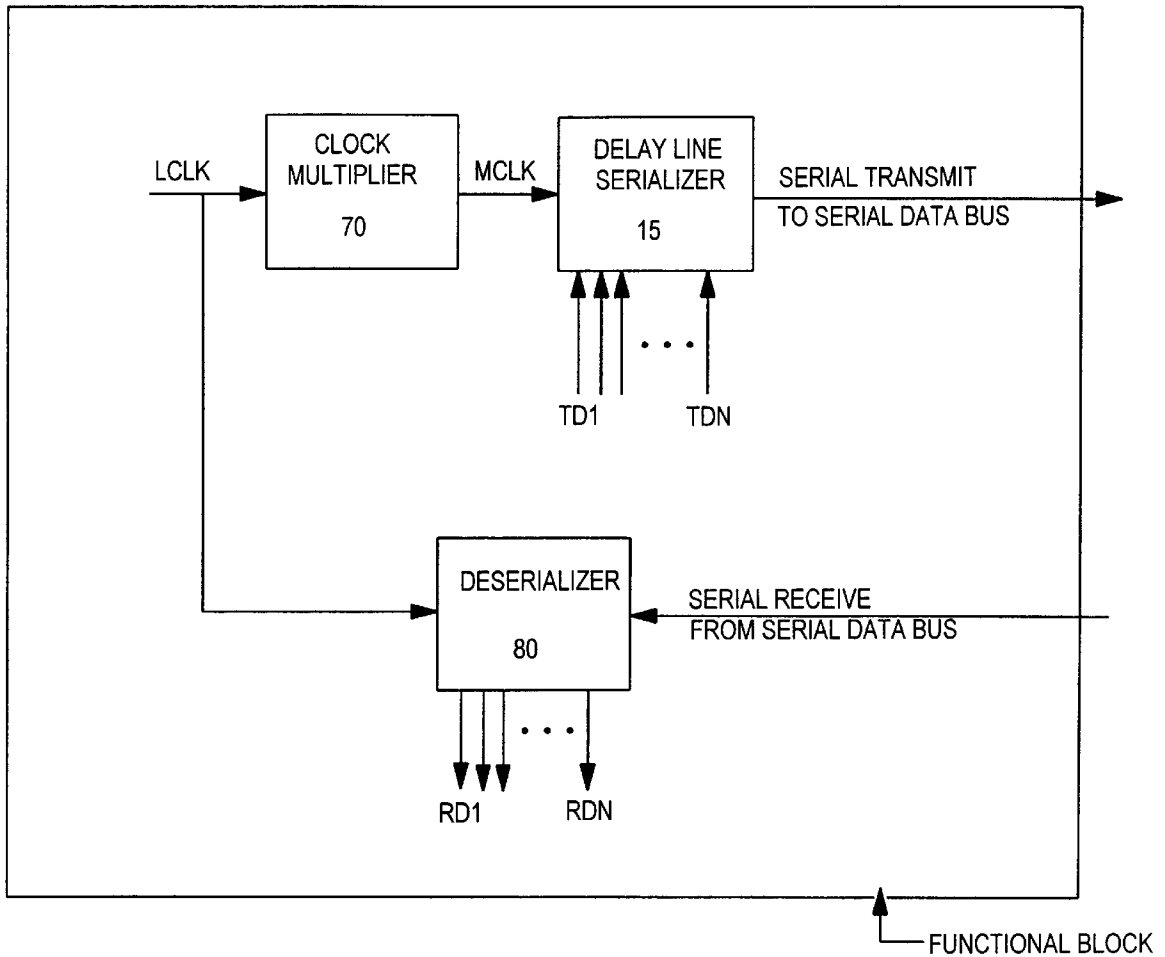 LCLK
CLOCK
MULTIPLIER
70
MCLK
DELAY LINE
SERIALIZER
15
SERIAL TRANSMIT
TO SERIAL DATA BUS
TD1
TDN
DESERIALIZER
80
SERIAL RECEIVE
FROM SERIAL DATA BUS
RD1
RDN
FUNCTIONAL BLOCK